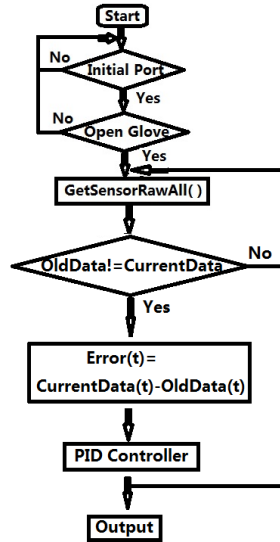 Start
No
Initial Port
Yes
No
Open Glove
Yes
GetSensorRawAll( )
OldData!=CurrentData
No
Yes
Error(t)=
CurrentData(t)-OldData(t)
PID Controller
Output